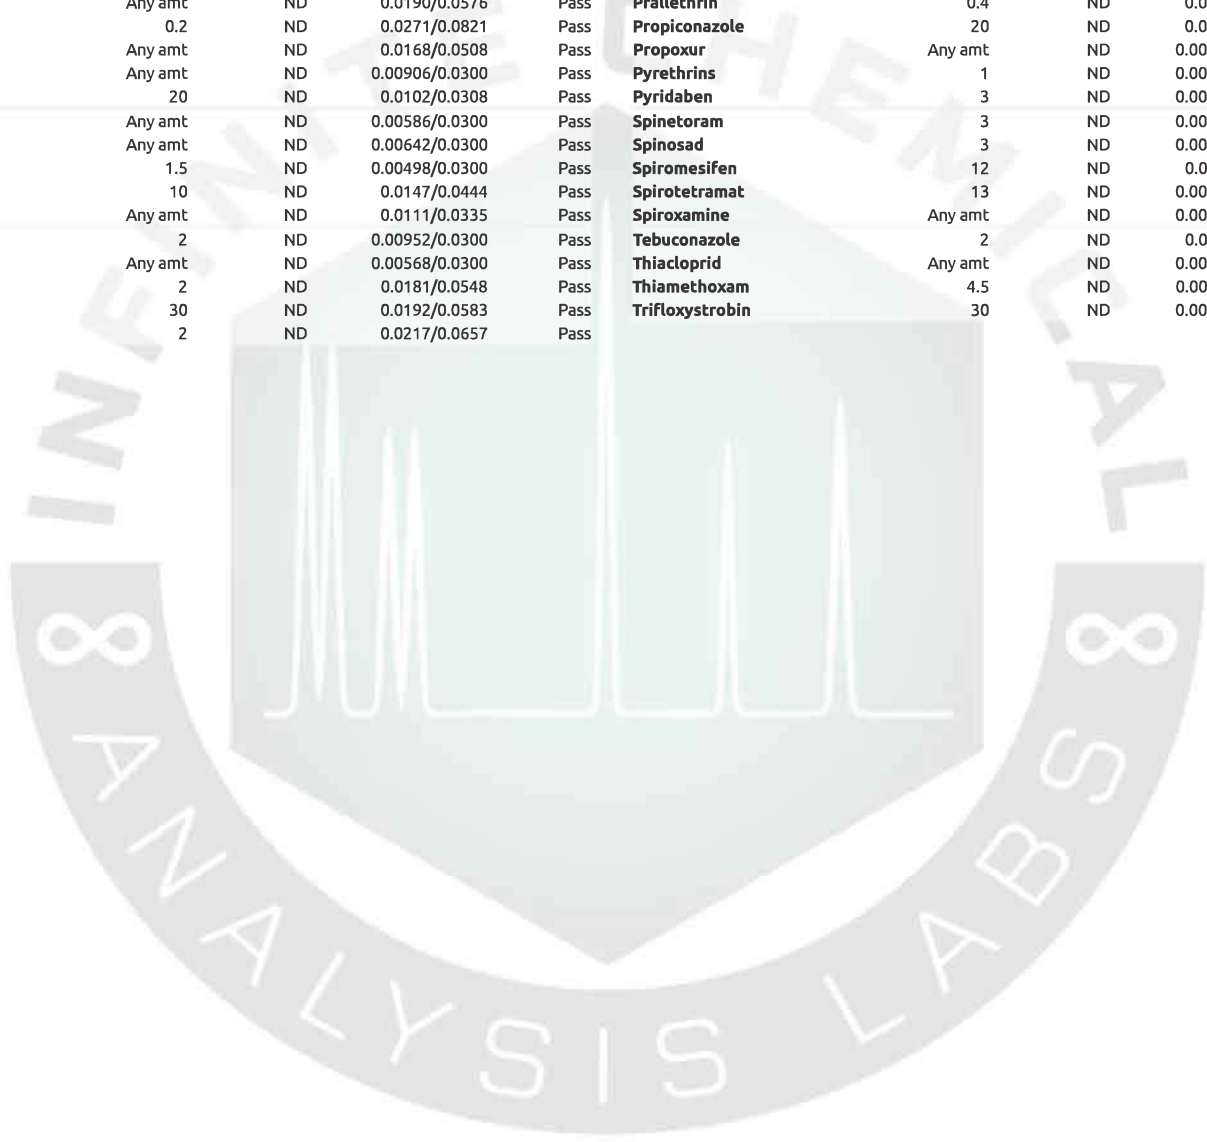 Any amt ND 0.0190/0.0576 Pass Prallethrin 0.4 ND 0.0
0.2 ND 0.0271/0.0821 Pass Propiconazole 20 ND 0.0
Any amt ND 0.0168/0.0508 Pass Propoxur Any amt ND 0.00
Any amt ND 0.00906/0.0300 Pass Pyrethrins 1 ND 0.00
20 ND 0.0102/0.0308 Pass Pyridaben 3 ND 0.00
Any amt ND 0.00586/0.0300 Pass Spinetoram 3 ND 0.00
Any amt ND 0.00642/0.0300 Pass Spinosad 3 ND 0.00
1.5 ND 0.00498/0.0300 Pass Spiromesifen 12 ND 0.0
10 ND 0.0147/0.0444 Pass Spirotetramat 13 ND 0.00
Any amt ND 0.0111/0.0335 Pass Spiroxamine Any amt ND 0.00
2 ND 0.00952/0.0300 Pass Tebuconazole 2 ND 0.0
Any amt ND 0.00568/0.0300 Pass Thiacloprid Any amt ND 0.00
2 ND 0.0181/0.0548 Pass Thiamethoxam 4.5 ND 0.00
30 ND 0.0192/0.0583 Pass Trifloxystrobin 30 ND 0.00
2 ND 0.0217/0.0657 Pass
INFINITE CHEMICAL
∞ ANALYSIS LABS ∞